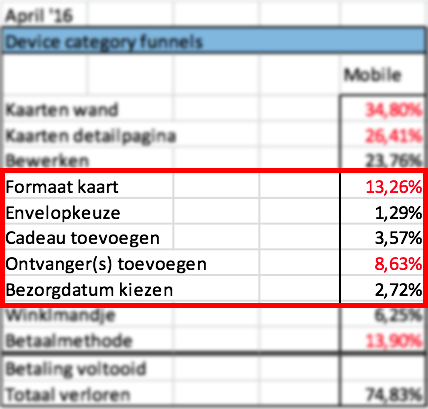 April '16
Device category funnels
Mobile
Kaarten wand 34,80%
Kaarten detailpagina 26,41%
Bewerken 23,76%
Formaat kaart 13,26%
Envelopkeuze 1,29%
Cadeau toevoegen 3,57%
Ontvanger(s) toevoegen 8,63%
Bezorgdatum kiezen 2,72%
Winklmandje 6,25%
Betaalmethode 13,90%
Betaling voltooid
Totaal verloren 74,83%